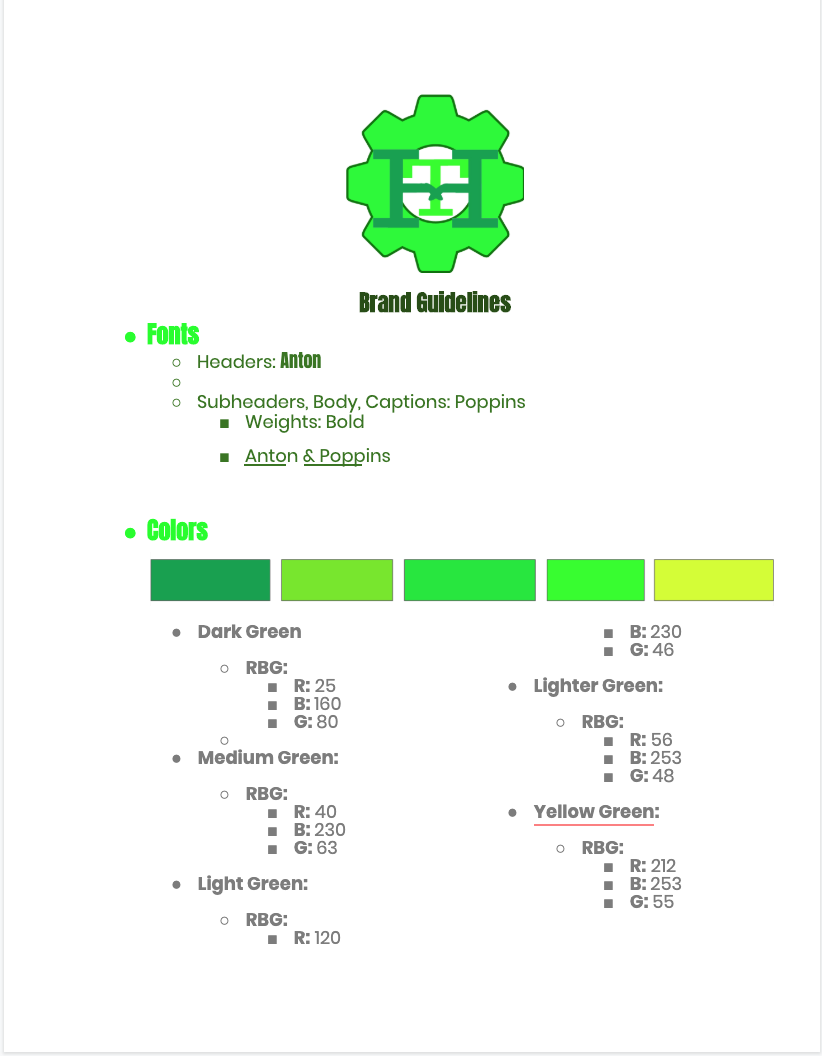 HTH
Brand Guidelines
Fonts
Headers: Anton
Subheaders, Body, Captions: Poppins
Weights: Bold
Anton & Poppins
Colors
Dark Green
RBG:
R: 25
B: 160
G: 80
Medium Green:
RBG:
R: 40
B: 230
G: 63
Light Green:
RBG:
R: 120
B: 230
G: 46
Lighter Green:
RBG:
R: 56
B: 253
G: 48
Yellow Green:
RBG:
R: 212
B: 253
G: 55